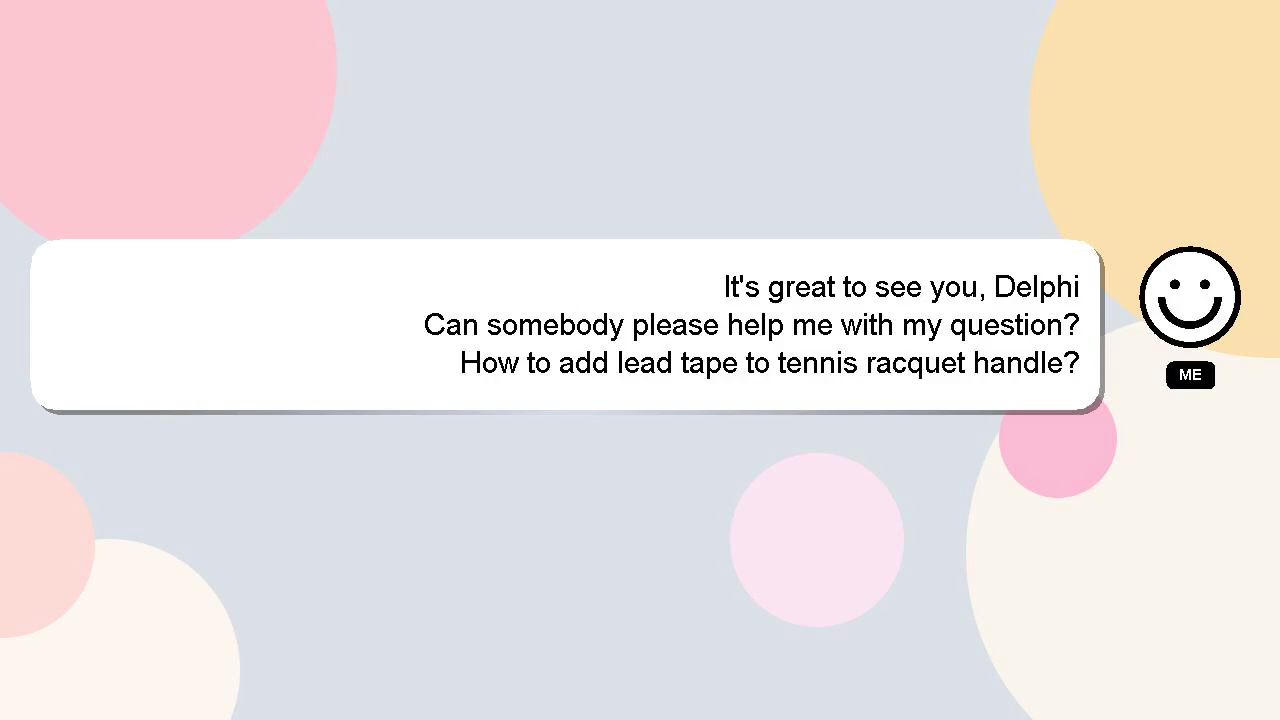 It's great to see you, Delphi
Can somebody please help me with my question?
How to add lead tape to tennis racquet handle?
ME